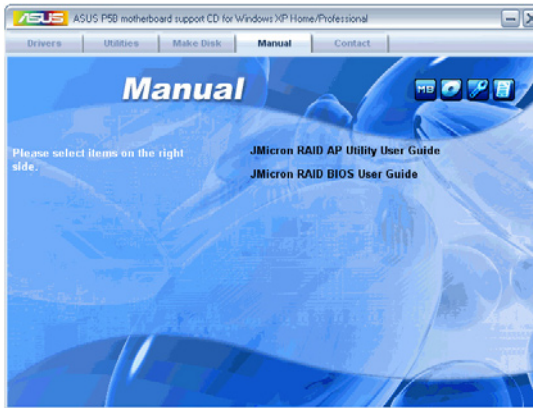 ASUS ASUS P5B motherboard support CD for Windows XP Home/Professional
Drivers Utilities Make Disk Manual Contact
Manual
MB
Please select items on the right side.
JMicron RAID AP Utility User Guide
JMicron RAID BIOS User Guide